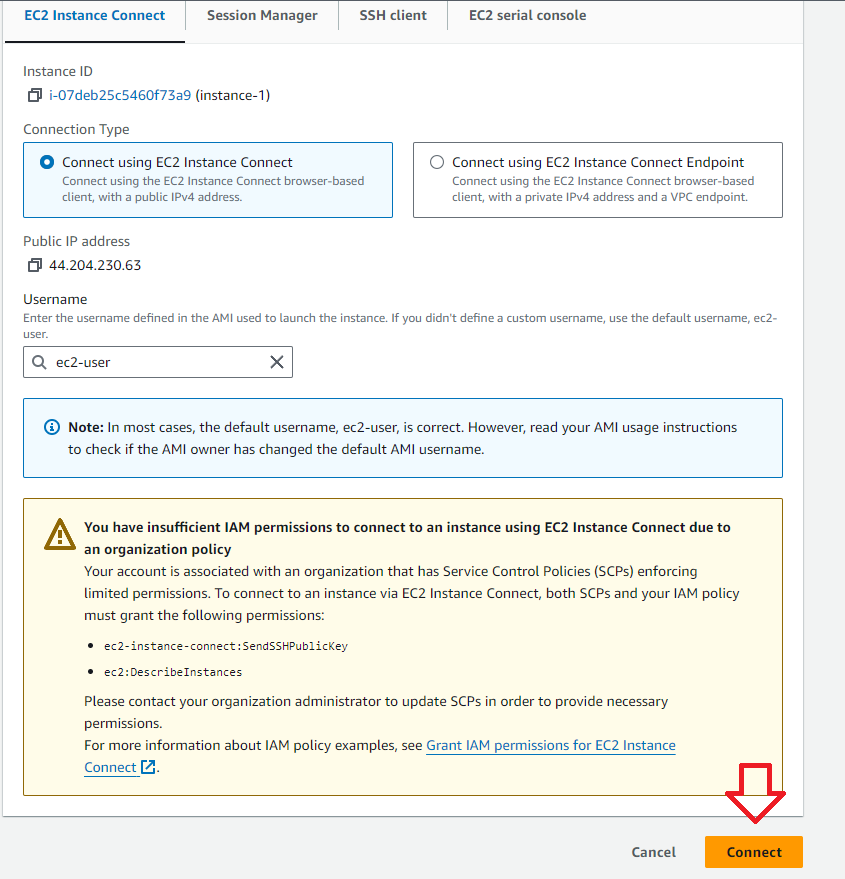 EC2 Instance Connect Session Manager SSH client EC2 serial console
Instance ID
i-07deb25c5460f73a9 (instance-1)
Connection Type
Connect using EC2 Instance Connect
Connect using the EC2 Instance Connect browser-based
client, with a public IPv4 address.
Connect using EC2 Instance Connect Endpoint
Connect using the EC2 Instance Connect browser-based
client, with a private IPv4 address and a VPC endpoint.
Public IP address
44.204.230.63
Username
Enter the username defined in the AMI used to launch the instance. If you didn't define a custom username, use the default username, ec2-
user.
ec2-user
Note: In most cases, the default username, ec2-user, is correct. However, read your AMI usage instructions
to check if the AMI owner has changed the default AMI username.
You have insufficient IAM permissions to connect to an instance using EC2 Instance Connect due to
an organization policy
Your account is associated with an organization that has Service Control Policies (SCPs) enforcing
limited permissions. To connect to an instance via EC2 Instance Connect, both SCPs and your IAM policy
must grant the following permissions:
• ec2-instance-connect:SendSSHPublicKey
• ec2:DescribeInstances
Please contact your organization administrator to update SCPs in order to provide necessary
permissions.
For more information about IAM policy examples, see Grant IAM permissions for EC2 Instance
Connect.
Cancel Connect